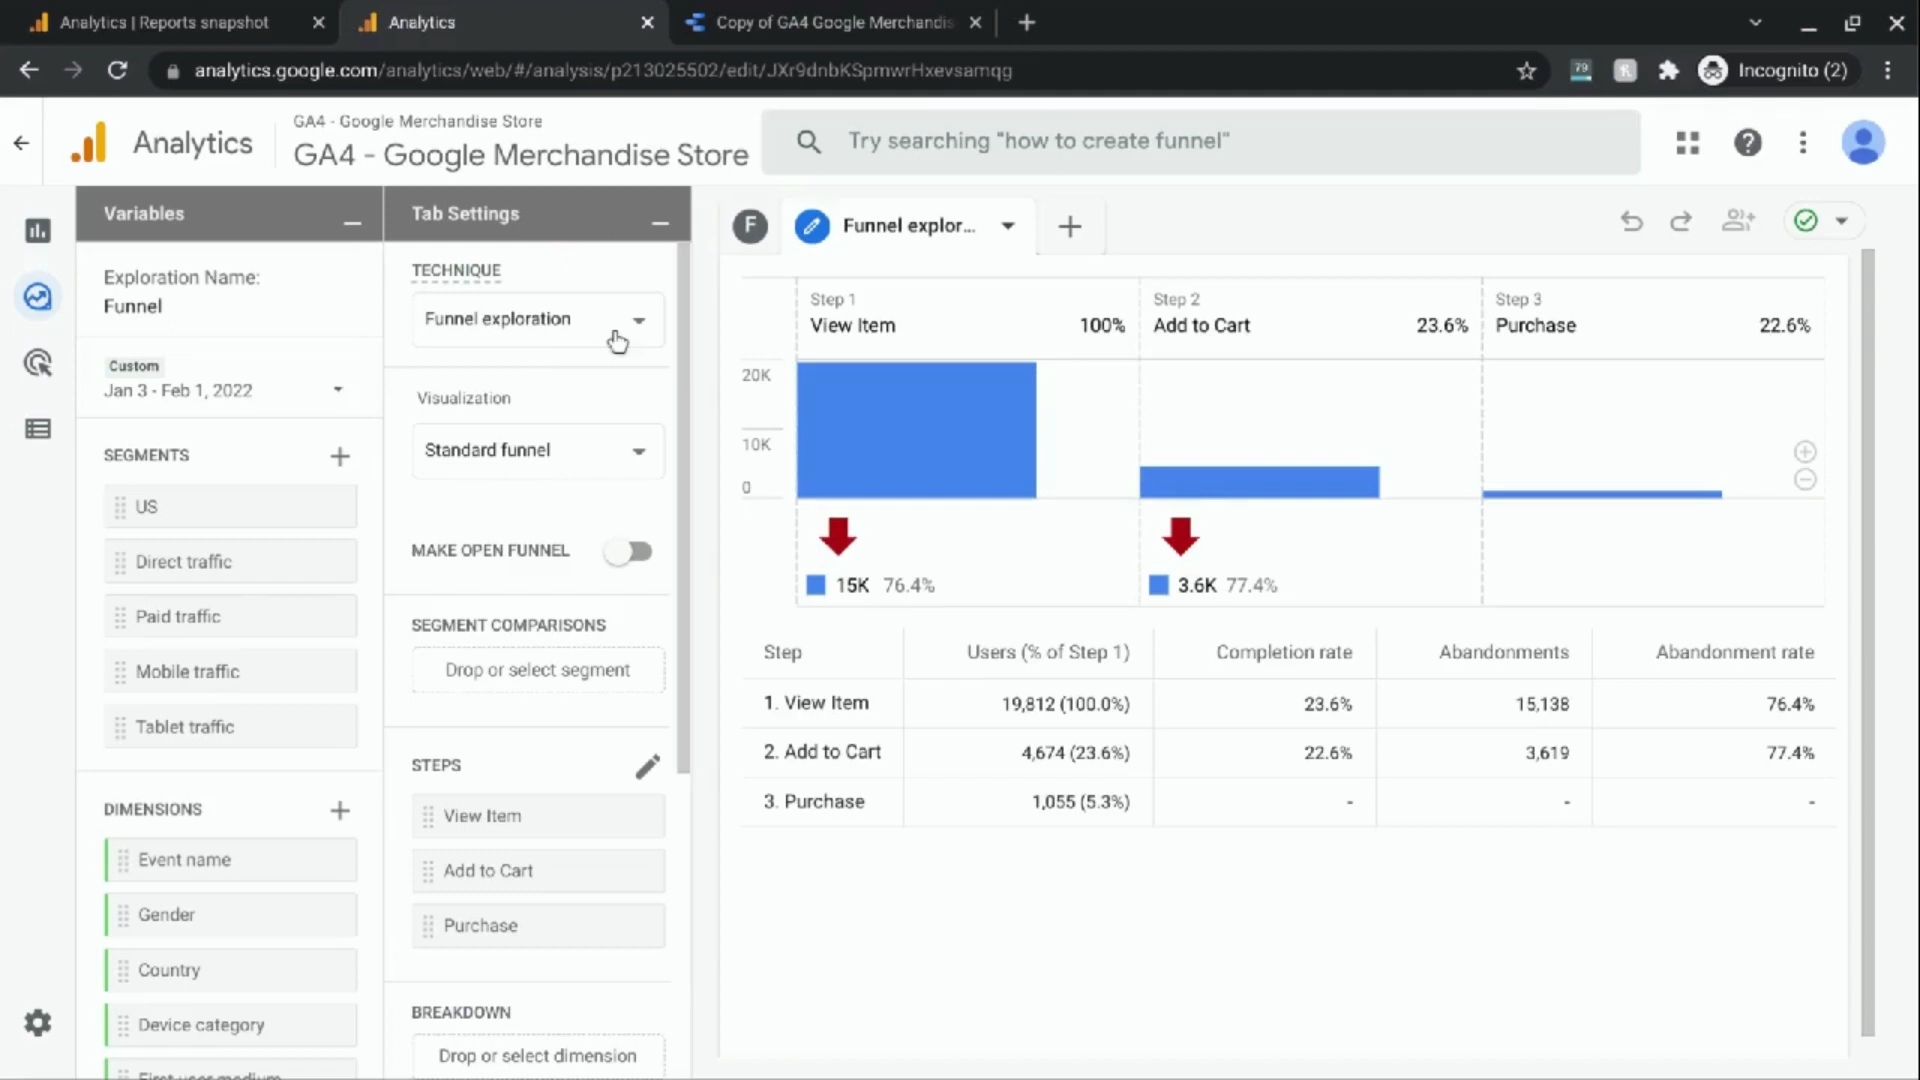 Analytics | Reports snapshot
Analytics
Copy of GA4 Google Merchandis
analytics.google.com/analytics/web/#/analysis/p213025502/edit/JXr9dnbKSpmwrHxevsamqg
79
Incognito (2)
Analytics
GA4 - Google Merchandise Store
GA4 - Google Merchandise Store
Try searching "how to create funnel"
Variables
Exploration Name:
Funnel
Custom
Jan 3 - Feb 1, 2022
SEGMENTS
US
Direct traffic
Paid traffic
Mobile traffic
Tablet traffic
DIMENSIONS
Event name
Gender
Country
Device category
First user medium
Tab Settings
TECHNIQUE
Funnel exploration
Visualization
Standard funnel
MAKE OPEN FUNNEL
SEGMENT COMPARISONS
Drop or select segment
STEPS
View Item
Add to Cart
Purchase
BREAKDOWN
Drop or select dimension
F
Funnel explor...
Step 1
View Item 100%
Step 2
Add to Cart 23.6%
Step 3
Purchase 22.6%
20K
10K
0
15K 76.4%
3.6K 77.4%
Step Users (% of Step 1) Completion rate Abandonments Abandonment rate
1. View Item 19,812 (100.0%) 23.6% 15,138 76.4%
2. Add to Cart 4,674 (23.6%) 22.6% 3,619 77.4%
3. Purchase 1,055 (5.3%) - - -